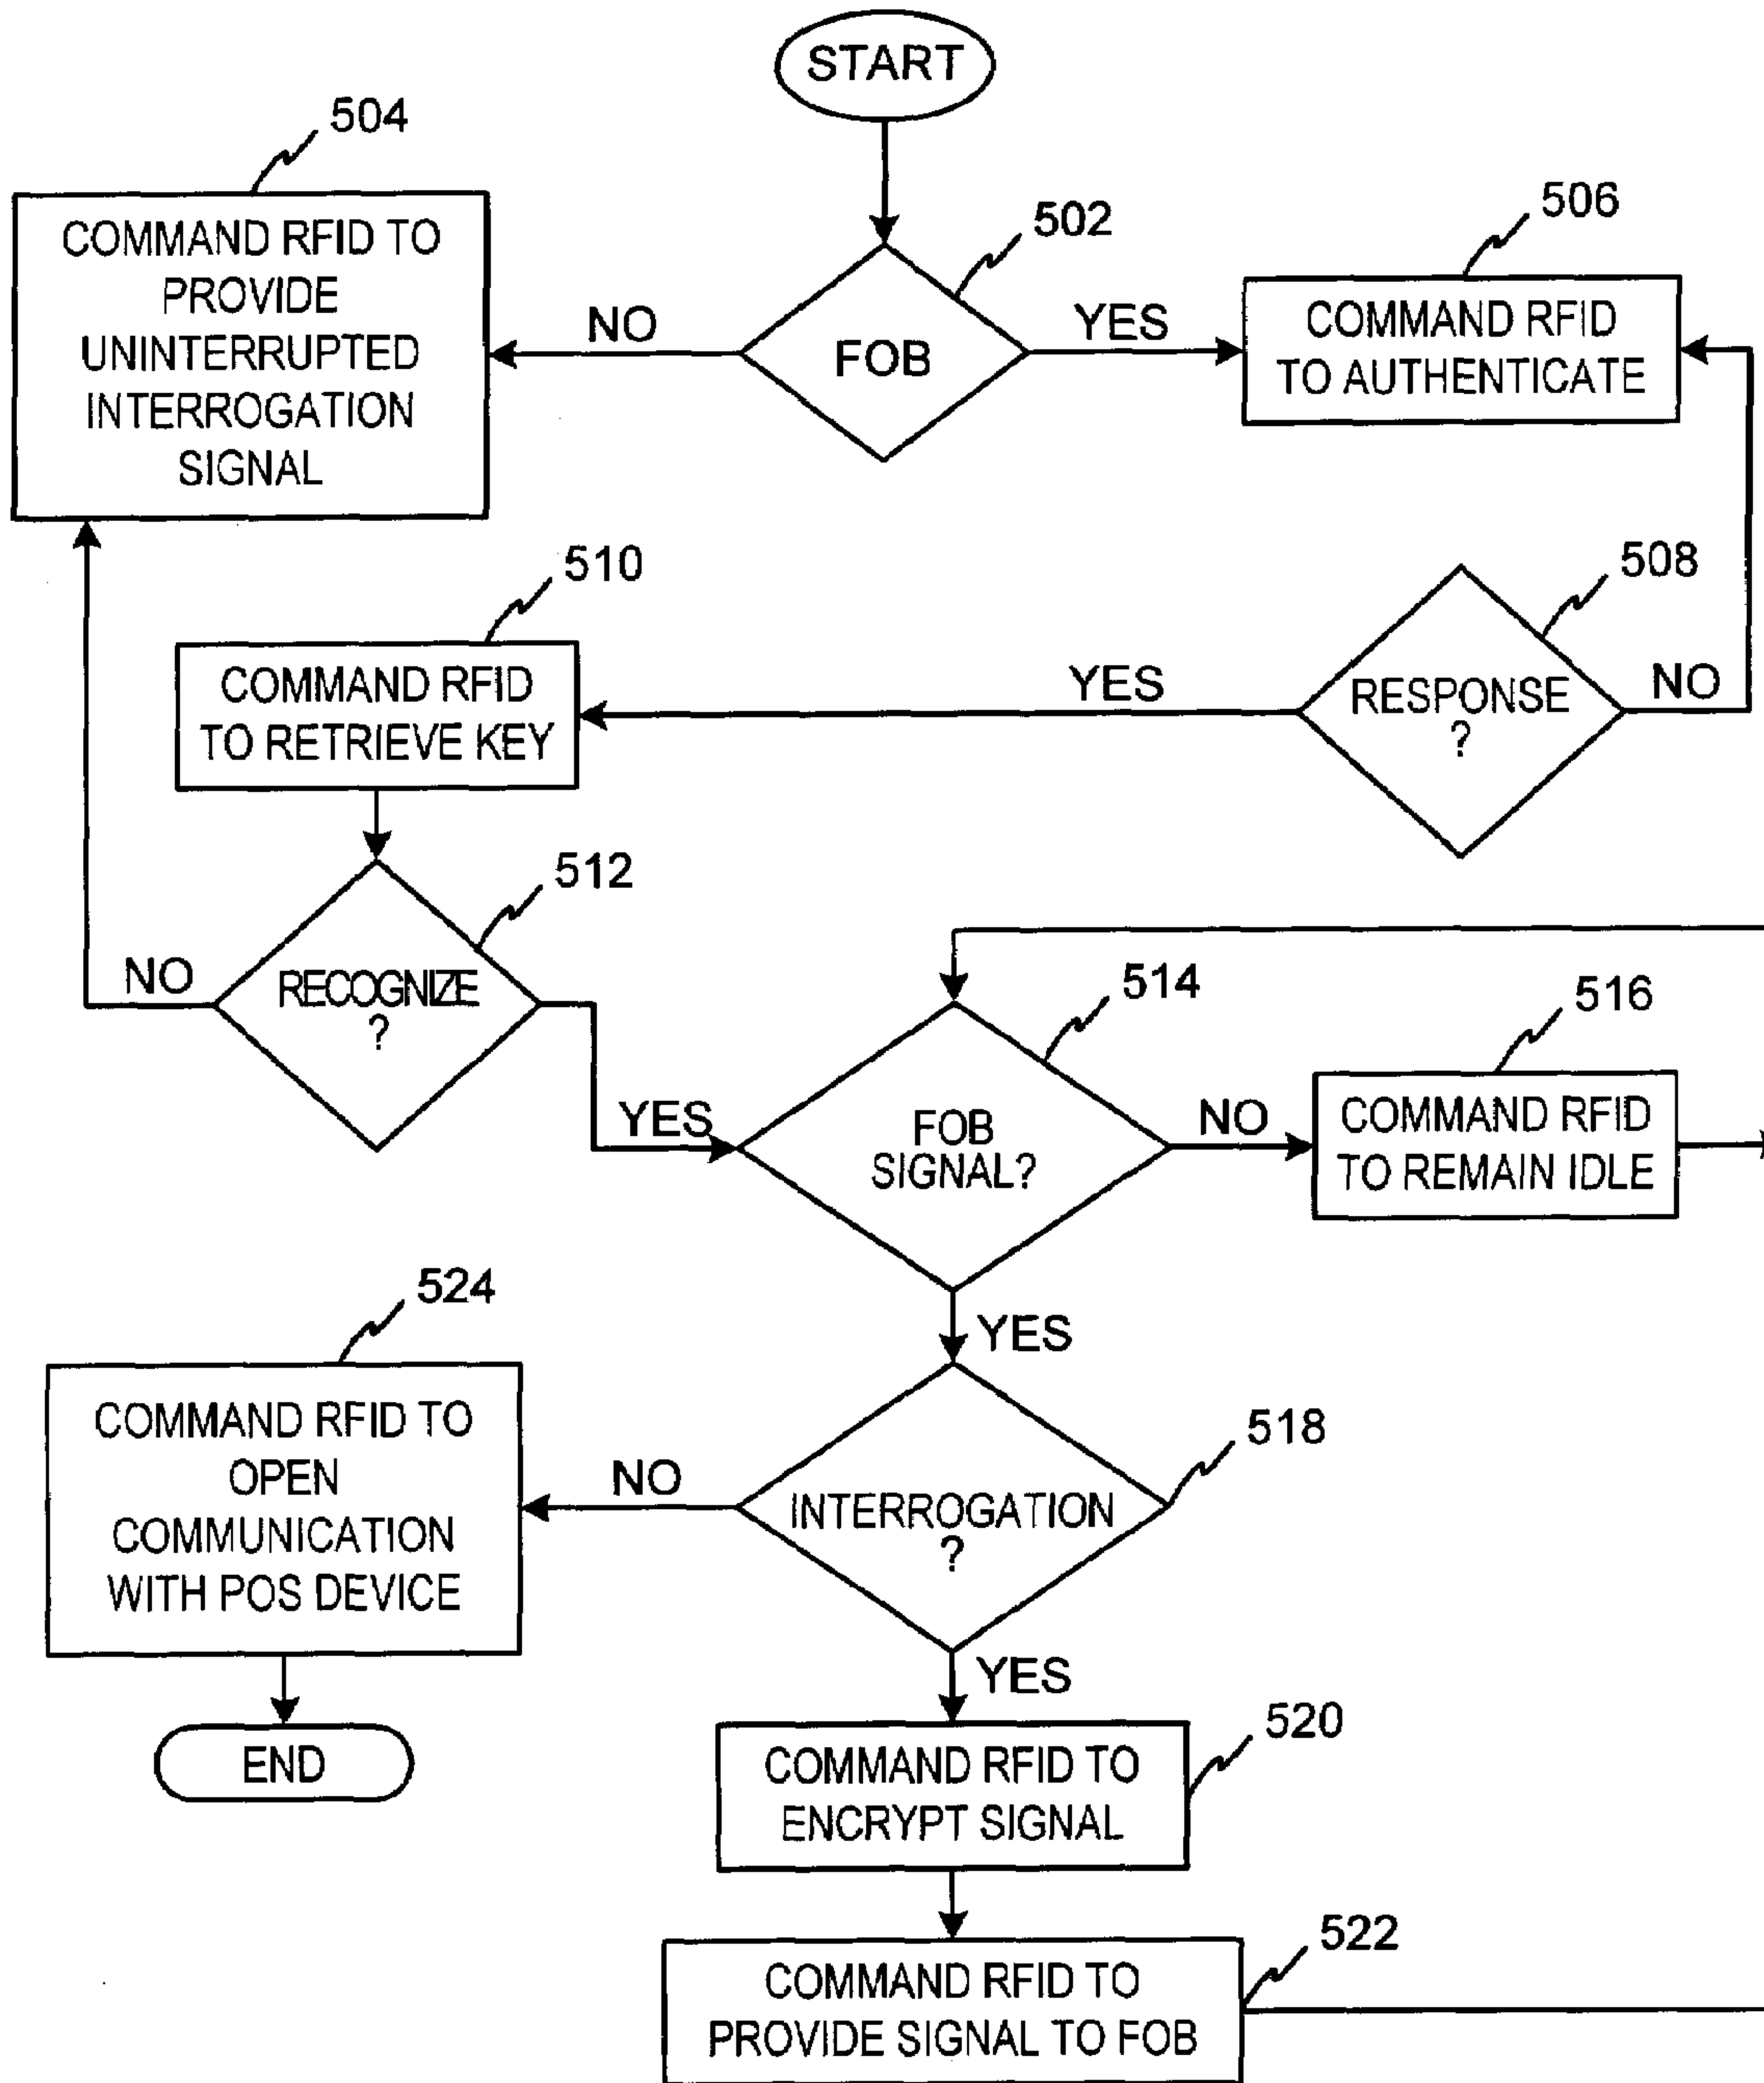 START
504
COMMAND RFID TO
PROVIDE
UNINTERRUPTED
INTERROGATION
SIGNAL
NO
502
FOB
YES
506
COMMAND RFID
TO AUTHENTICATE
510
COMMAND RFID
TO RETRIEVE KEY
YES
508
RESPONSE
?
NO
512
NO
RECOGNIZE
?
YES
514
FOB
SIGNAL?
NO
516
COMMAND RFID
TO REMAIN IDLE
YES
524
COMMAND RFID TO
OPEN
COMMUNICATION
WITH POS DEVICE
NO
518
INTERROGATION
?
YES
END
520
COMMAND RFID TO
ENCRYPT SIGNAL
522
COMMAND RFID TO
PROVIDE SIGNAL TO FOB